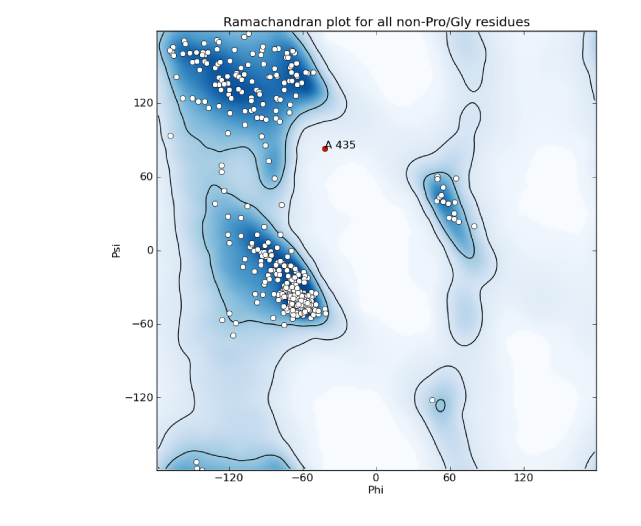 Ramachandran plot for all non-Pro/Gly residues
120
A 435
60
Psi
0
−60
−120
−120 −60 0 60 120
Phi